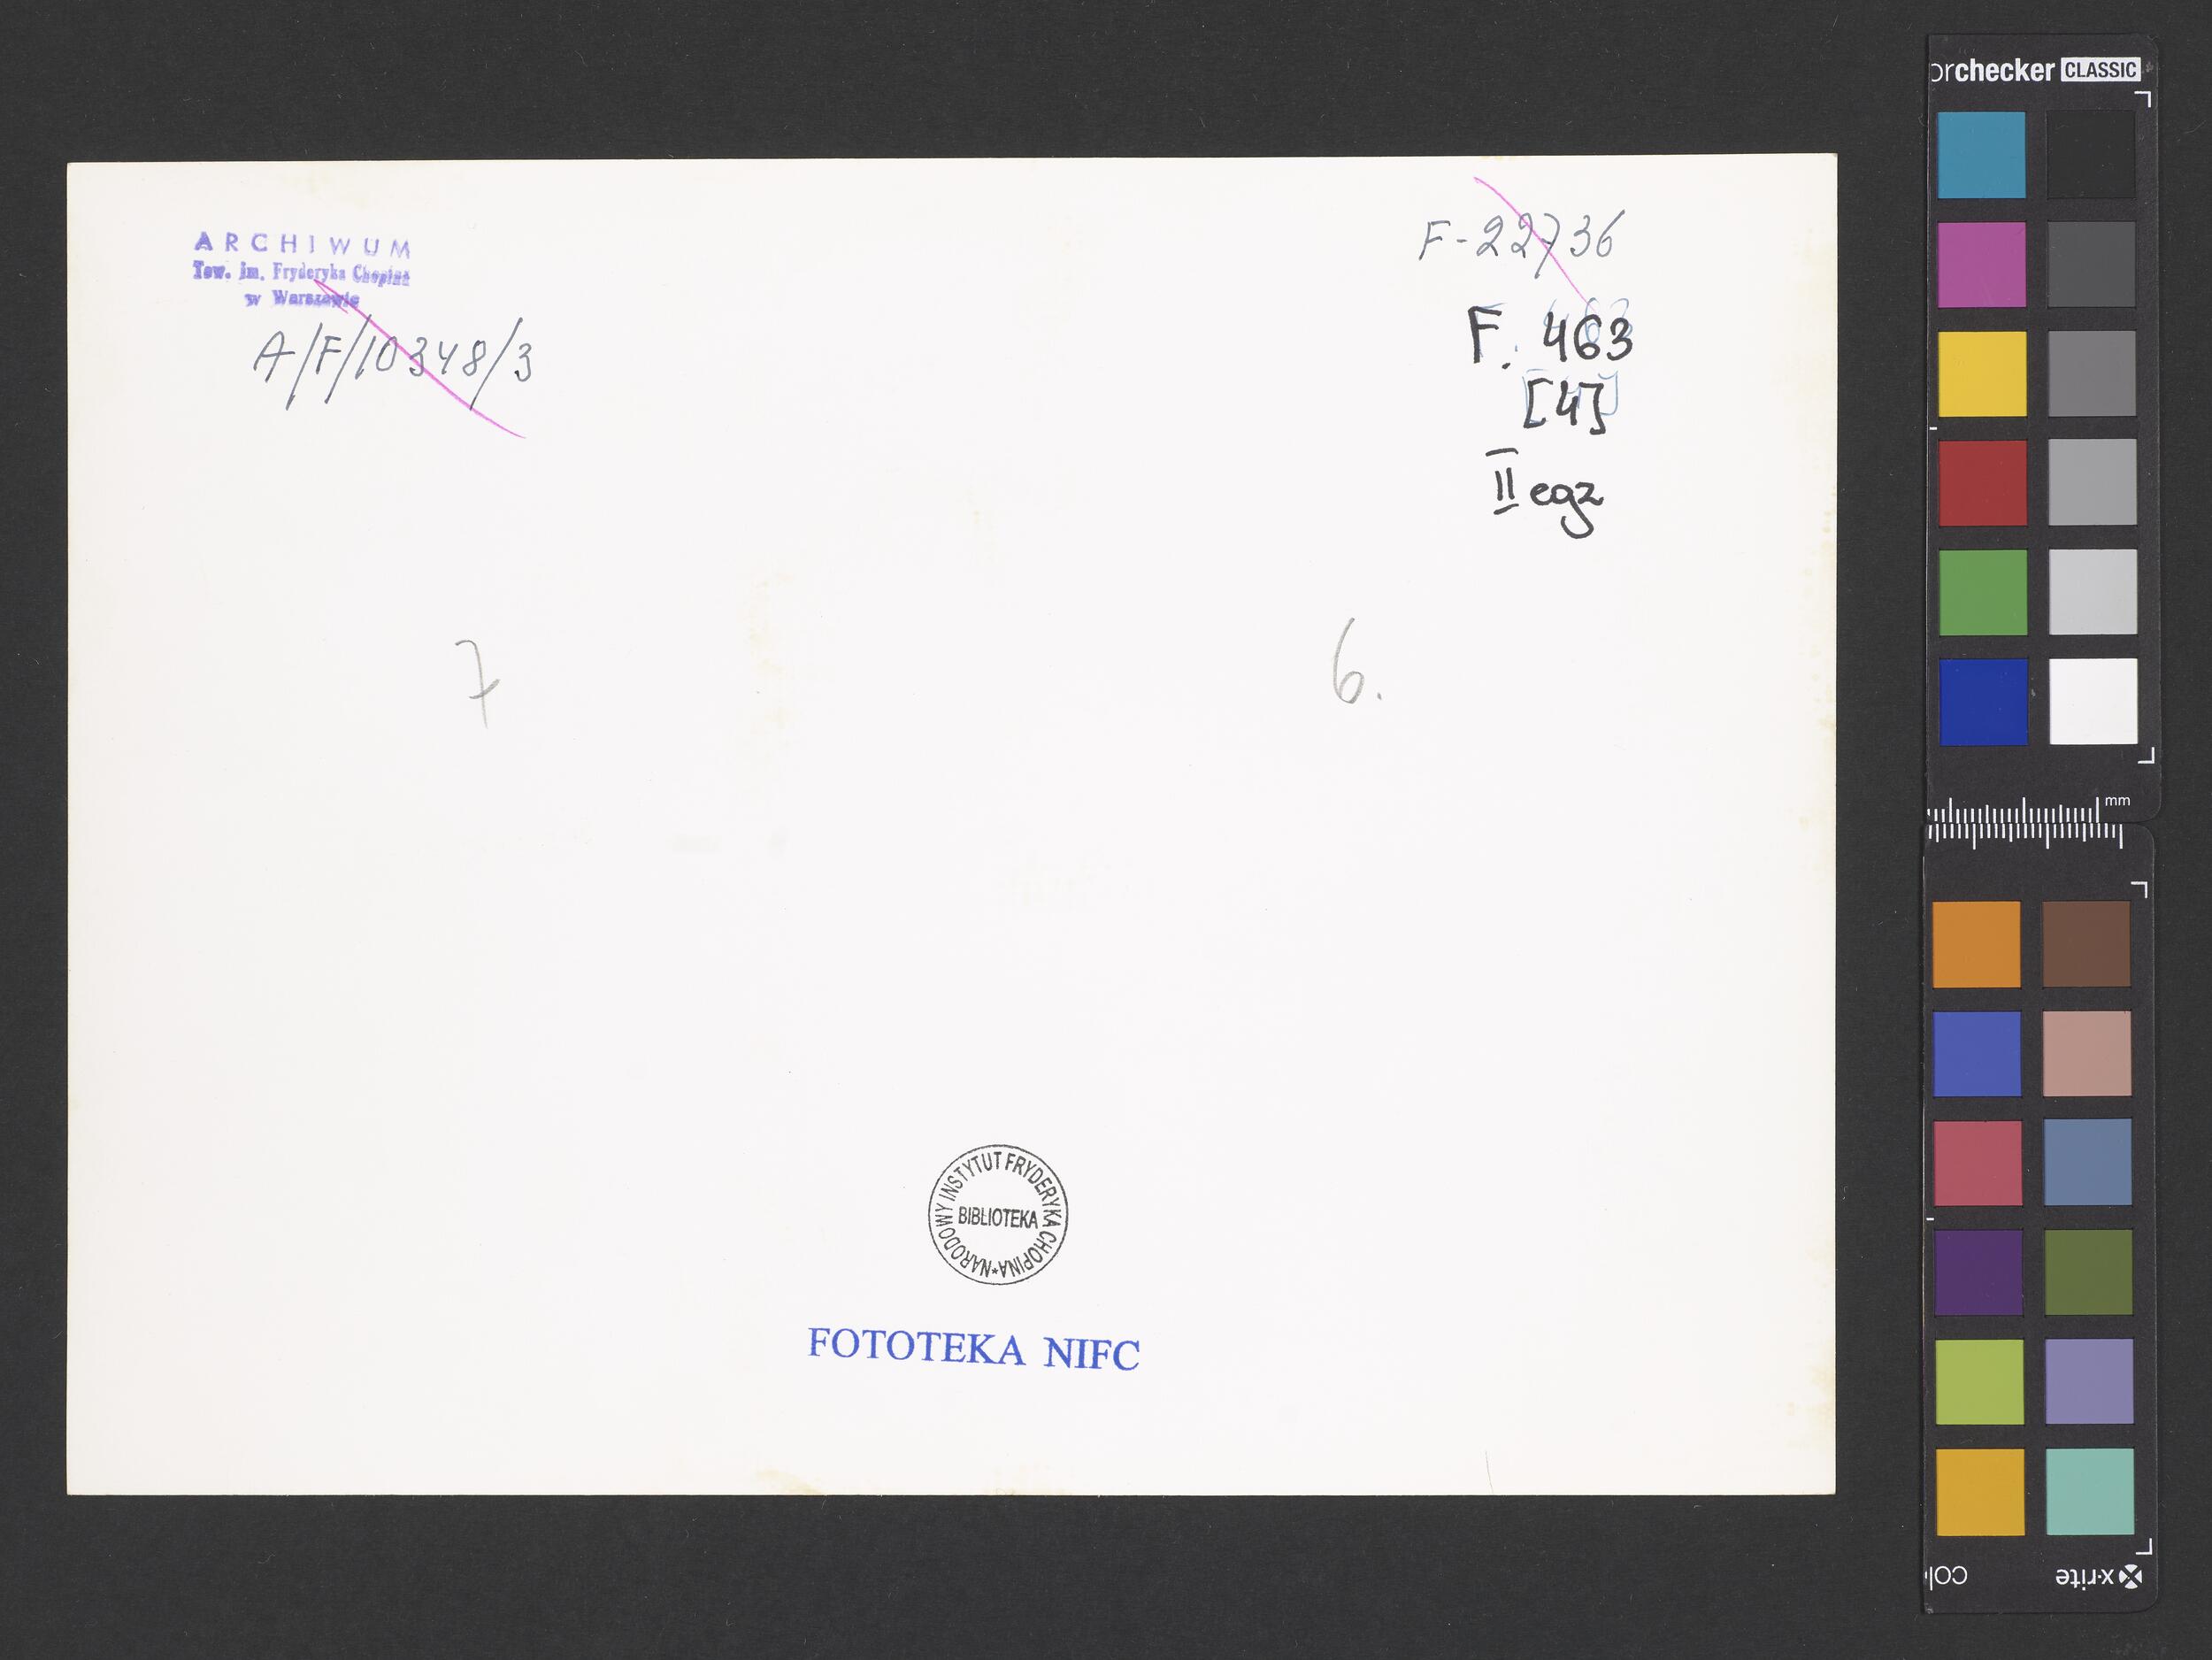 ARCHIWUM
Tow. im. Fryderyka Chopina
w Warszawie
A/F/10348/3
F-22736
F. 463
[4]
II egz
7
6.
NARODOWY INSTYTUT FRYDERYKA CHOPINA*
BIBLIOTEKA
FOTOTEKA NIFC
orchecker CLASSIC
mm
x·rite
col